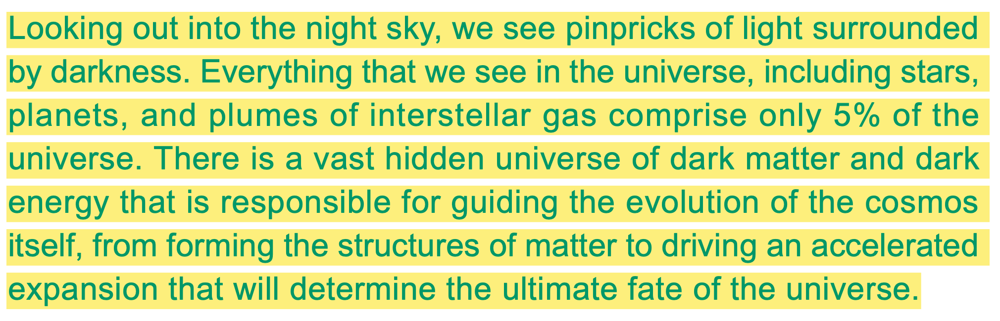 Looking out into the night sky, we see pinpricks of light surrounded
by darkness. Everything that we see in the universe, including stars,
planets, and plumes of interstellar gas comprise only 5% of the
universe. There is a vast hidden universe of dark matter and dark
energy that is responsible for guiding the evolution of the cosmos
itself, from forming the structures of matter to driving an accelerated
expansion that will determine the ultimate fate of the universe.